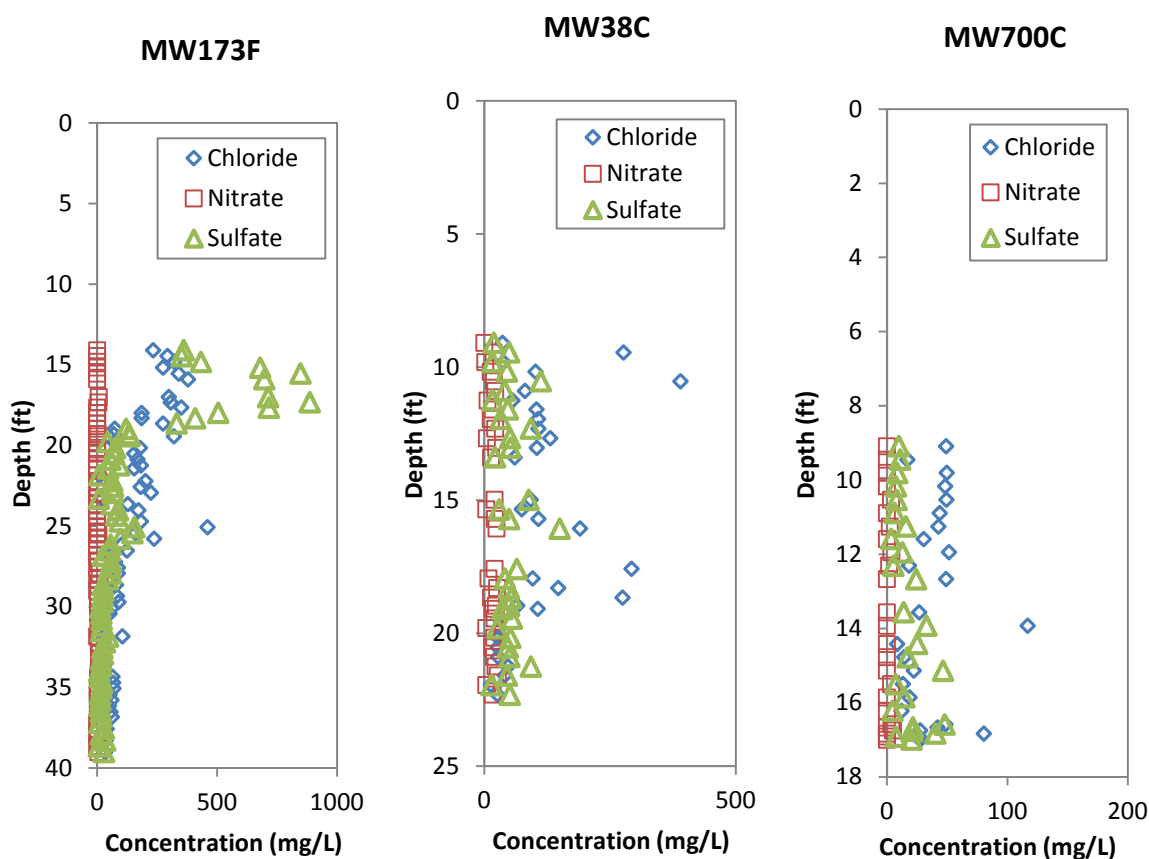 MW173F
0
5
10
15
20
25
30
35
40
Depth (ft)
Chloride
Nitrate
Sulfate
0
500
1000
Concentration (mg/L)
MW38C
0
5
10
15
20
25
Depth (ft)
Chloride
Nitrate
Sulfate
0
500
Concentration (mg/L)
MW700C
0
2
4
6
8
10
12
14
16
18
Depth (ft)
Chloride
Nitrate
Sulfate
0
100
200
Concentration (mg/L)